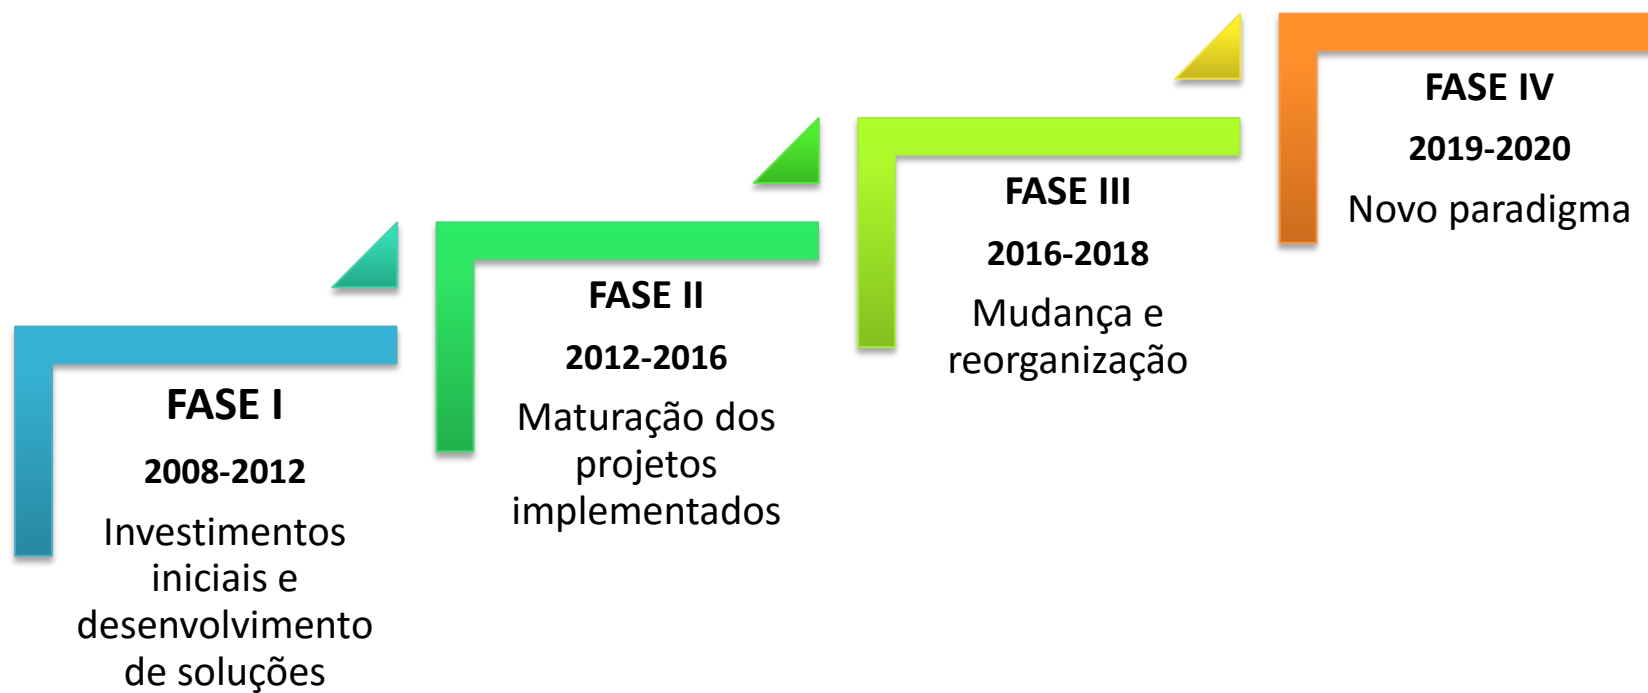 FASE I
2008-2012
Investimentos
iniciais e
desenvolvimento
de soluções
FASE II
2012-2016
Maturação dos
projetos
implementados
FASE III
2016-2018
Mudança e
reorganização
FASE IV
2019-2020
Novo paradigma